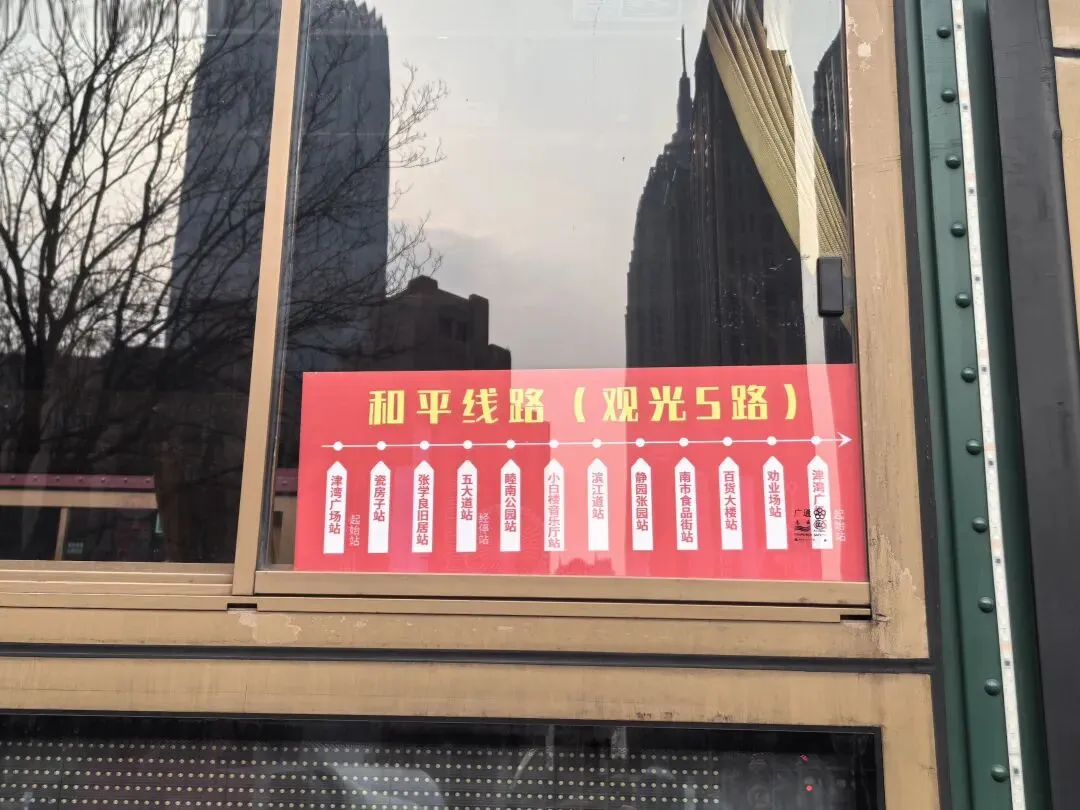 和平线路（观光5路）
津湾广场站
起始站
瓷房子站
张学良旧居站
五大道站
经停站
睦南公园站
小白楼音乐厅站
滨江道站
静园张园站
南市食品街站
百货大楼站
劝业场站
津湾广
起始站